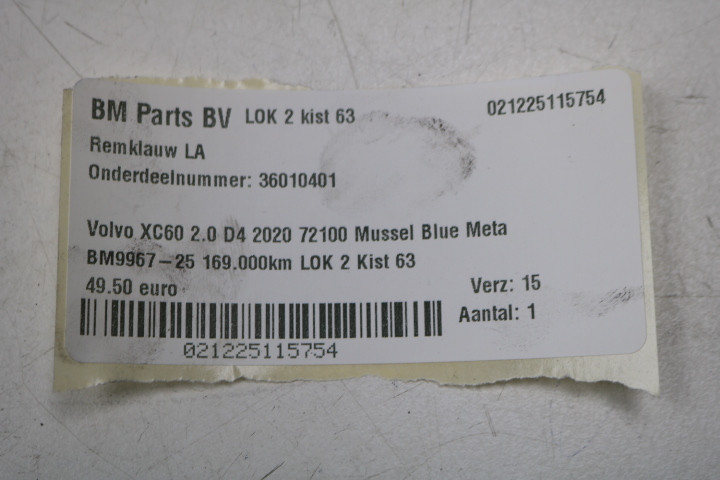 BM Parts BV LOK 2 kist 63 021225115754
Remklauw LA
Onderdeelnummer: 36010401
Volvo XC60 2.0 D4 2020 72100 Mussel Blue Meta
BM9967-25 169.000km LOK 2 Kist 63
49.50 euro Verz: 15
Aantal: 1
021225115754